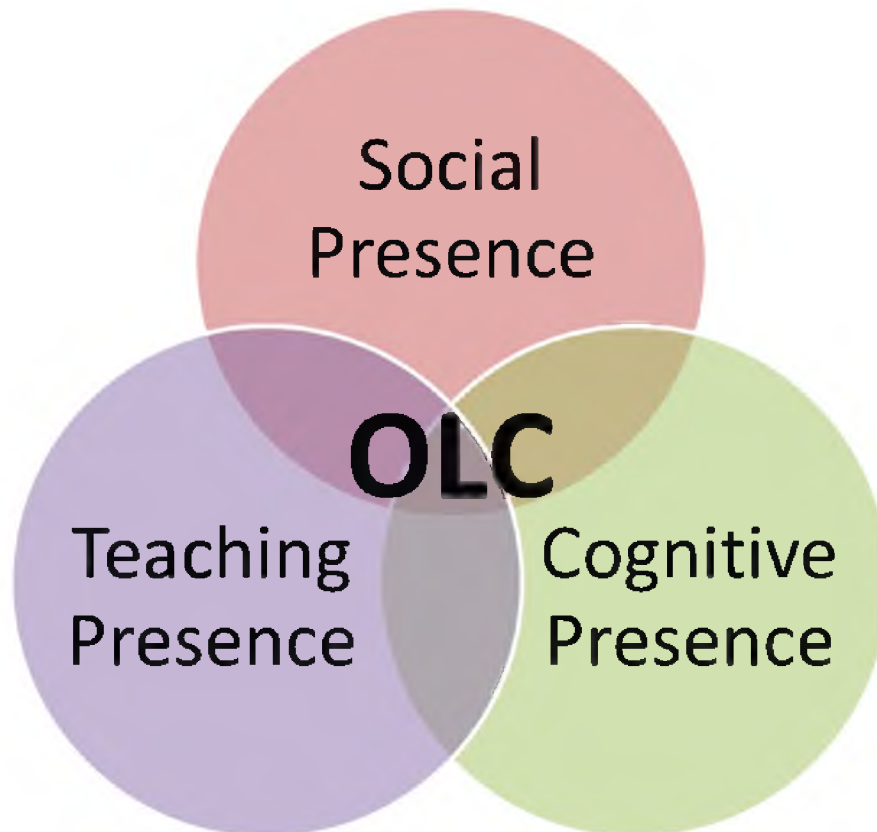 Social
Presence
OLC
Teaching
Presence
Cognitive
Presence